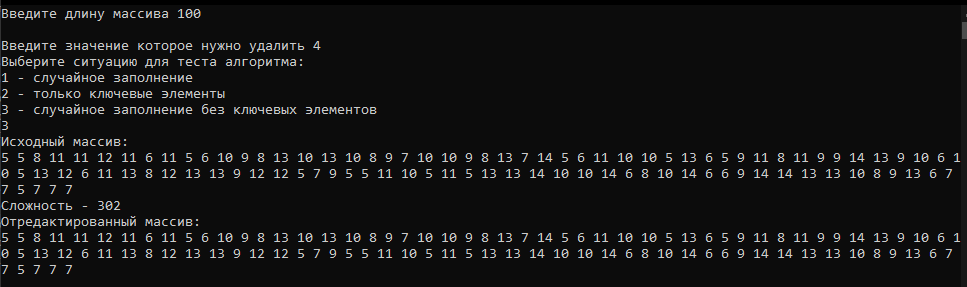 Введите длину массива 100
Введите значение которое нужно удалить 4
Выберите ситуацию для теста алгоритма:
1 - случайное заполнение
2 - только ключевые элементы
3 - случайное заполнение без ключевых элементов
3
Исходный массив:
5 5 8 11 11 12 11 6 11 5 6 10 9 8 13 10 13 10 8 9 7 10 10 9 8 13 7 14 5 6 11 10 10 5 13 6 5 9 11 8 11 9 9 14 13 9 10 6 1
0 5 13 12 6 11 13 8 12 13 13 9 12 12 5 7 9 5 5 11 10 5 11 5 13 13 14 10 10 14 6 8 10 14 6 6 9 14 14 13 13 10 8 9 13 6 7
7 5 7 7 7
Сложность - 302
Отредактированный массив:
5 5 8 11 11 12 11 6 11 5 6 10 9 8 13 10 13 10 8 9 7 10 10 9 8 13 7 14 5 6 11 10 10 5 13 6 5 9 11 8 11 9 9 14 13 9 10 6 1
0 5 13 12 6 11 13 8 12 13 13 9 12 12 5 7 9 5 5 11 10 5 11 5 13 13 14 10 10 14 6 8 10 14 6 6 9 14 14 13 13 10 8 9 13 6 7
7 5 7 7 7